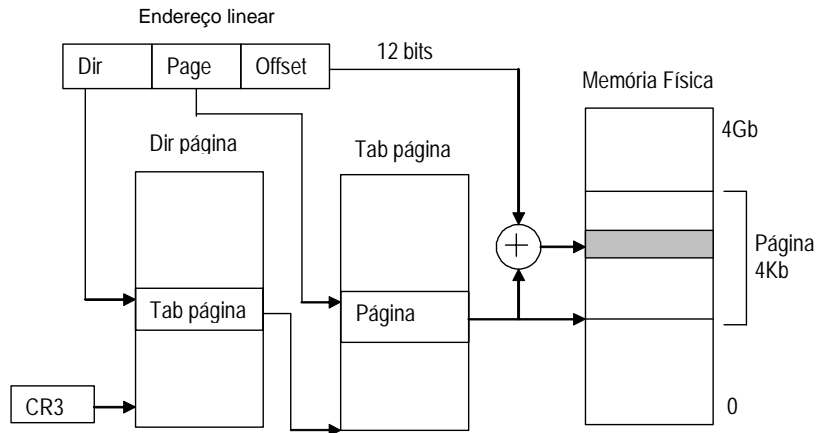 Endereço linear
Dir Page Offset 12 bits
Memória Física
4Gb
Dir página Tab página
Página
4Kb
Tab página Página
CR3
0